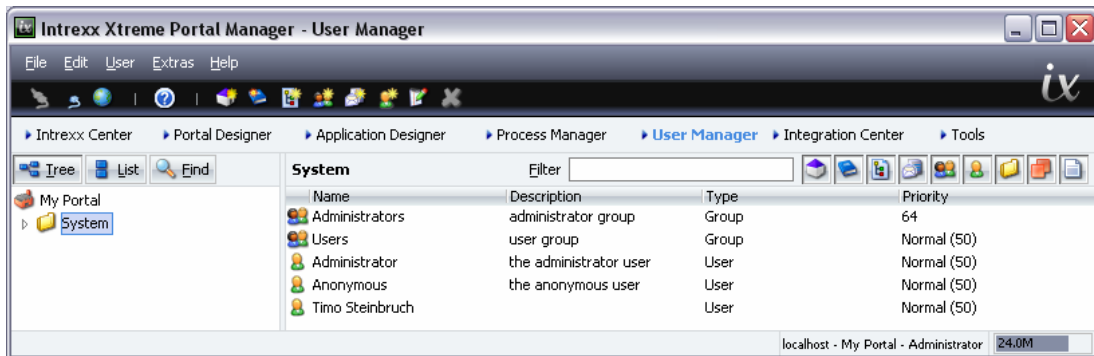 ix Intrexx Xtreme Portal Manager - User Manager
File Edit User Extras Help
ix
Intrexx Center Portal Designer Application Designer Process Manager User Manager Integration Center Tools
Tree List Find System Filter
Name Description Type Priority
My Portal
Administrators administrator group Group 64
System
Users user group Group Normal (50)
Administrator the administrator user User Normal (50)
Anonymous the anonymous user User Normal (50)
Timo Steinbruch User Normal (50)
localhost - My Portal - Administrator 24.0M